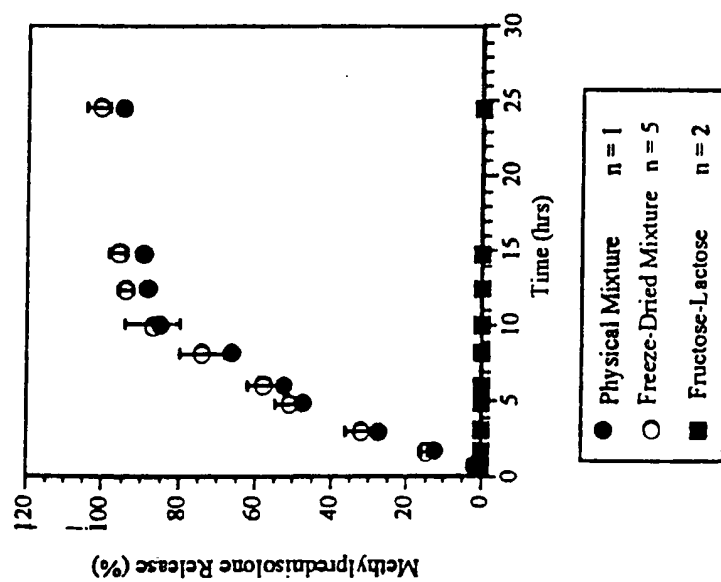 Methylprednisolone Release (%)
120
100
80
60
40
20
0
0
5
10
15
20
25
30
Time (hrs)
Physical Mixture n = 1
Freeze-Dried Mixture n = 5
Fructose-Lactose n = 2